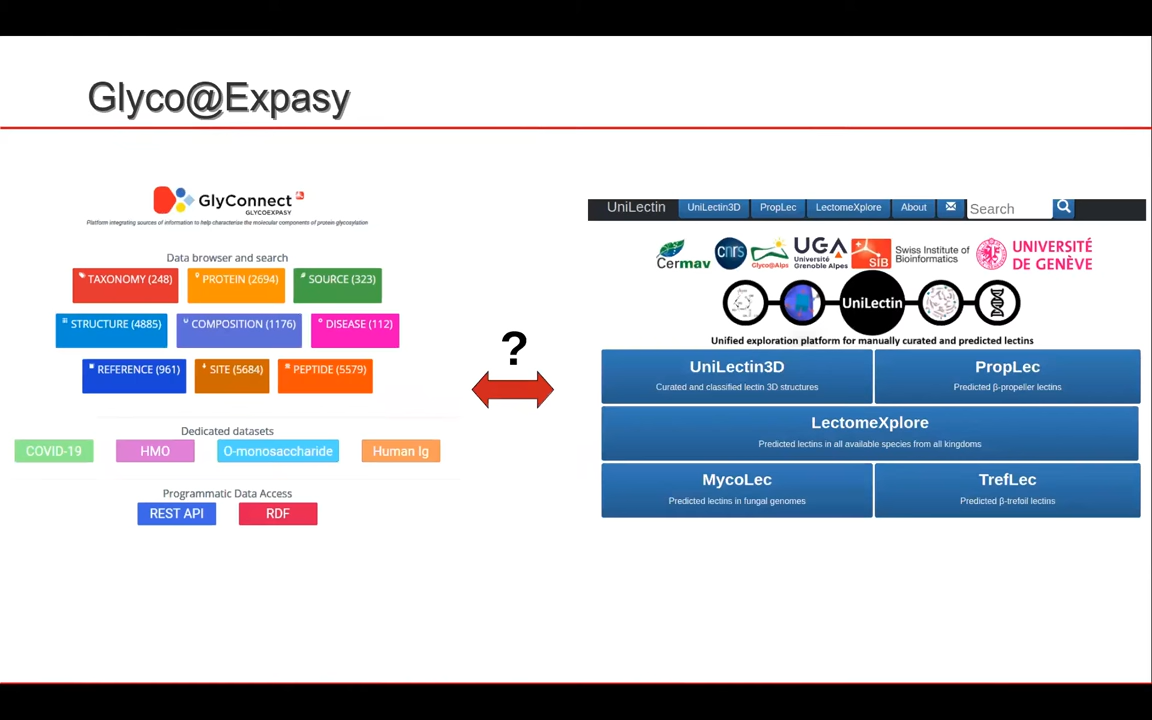 Glyco@Expasy
GlyConnect
GLYCOEXPASY
Platform integrating sources of information to help characterise the molecular components of protein glycosylation
Data browser and search
TAXONOMY (248) PROTEIN (2694) SOURCE (323)
STRUCTURE (4885) COMPOSITION (1176) DISEASE (112)
REFERENCE (961) SITE (5684) PEPTIDE (5579)
Dedicated datasets
COVID-19 HMO O-monosaccharide Human Ig
Programmatic Data Access
REST API RDF
?
UniLectin UniLectin3D PropLec LectomeXplore About Search
Cermav
cnrs
Glyco@Alps
UGA
Université
Grenoble Alpes
SIB
Swiss Institute of
Bioinformatics
UNIVERSITÉ
DE GENÈVE
UniLectin
Unified exploration platform for manually curated and predicted lectins
UniLectin3D
Curated and classified lectin 3D structures
PropLec
Predicted β-propeller lectins
LectomeXplore
Predicted lectins in all available species from all kingdoms
MycoLec
Predicted lectins in fungal genomes
TrefLec
Predicted β-trefoil lectins